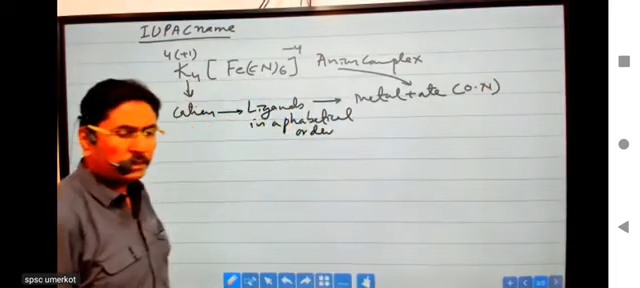 IUPAC name
4(+1) -4
K4 [Fe(CN)6] Anion Complex
Cation → Ligands → metal + ate (O.N)
in aphabetical
order
spsc umerkot